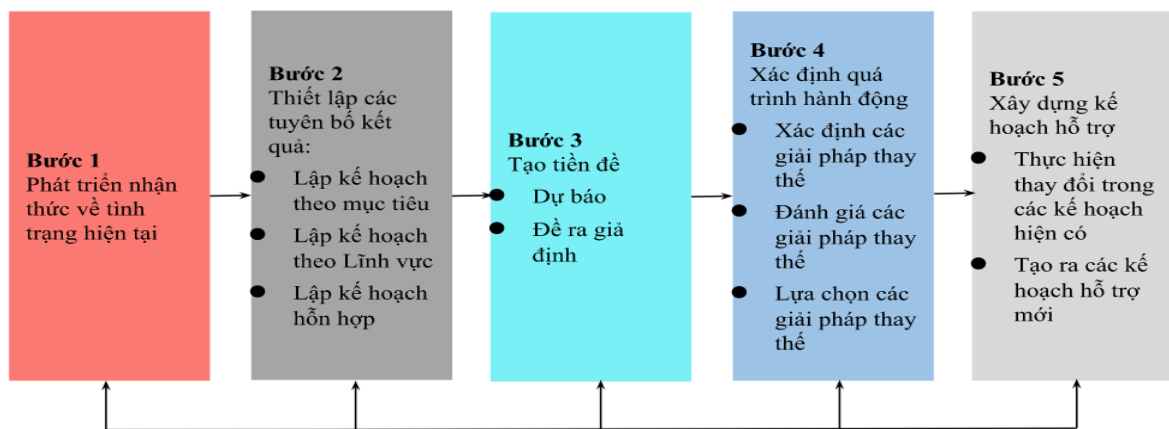 Bước 1
Phát triển nhận
thức về tình
trạng hiện tại
Bước 2
Thiết lập các
tuyên bố kết
quả:
● Lập kế hoạch
theo mục tiêu
● Lập kế hoạch
theo Lĩnh vực
● Lập kế hoạch
hỗn hợp
Bước 3
Tạo tiền đề
● Dự báo
● Đề ra giả
định
Bước 4
Xác định quá
trình hành động
● Xác định các
giải pháp thay
thế
● Đánh giá các
giải pháp thay
thế
● Lựa chọn các
giải pháp thay
thế
Bước 5
Xây dựng kế
hoạch hỗ trợ
● Thực hiện
thay đổi trong
các kế hoạch
hiện có
● Tạo ra các kế
hoạch hỗ trợ
mới